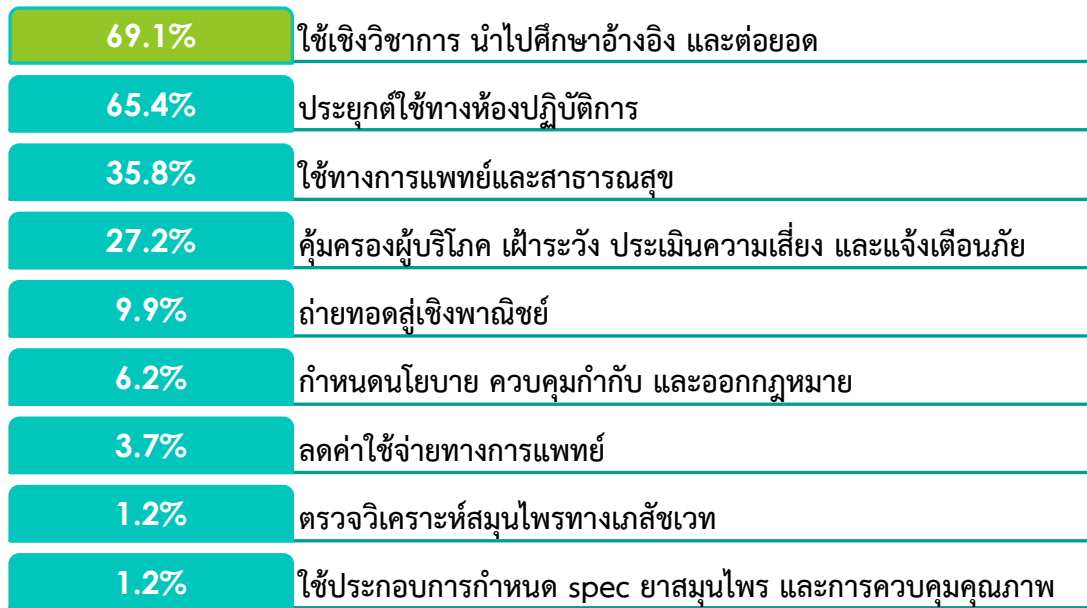 69.1% ใช้เชิงวิชาการ นำไปศึกษาอ้างอิง และต่อยอด
65.4% ประยุกต์ใช้ทางห้องปฏิบัติการ
35.8% ใช้ทางการแพทย์และสาธารณสุข
27.2% คุ้มครองผู้บริโภค เฝ้าระวัง ประเมินความเสี่ยง และแจ้งเตือนภัย
9.9% ถ่ายทอดสู่เชิงพาณิชย์
6.2% กำหนดนโยบาย ควบคุมกำกับ และออกกฎหมาย
3.7% ลดค่าใช้จ่ายทางการแพทย์
1.2% ตรวจวิเคราะห์สมุนไพรทางเภสัชเวท
1.2% ใช้ประกอบการกำหนด spec ยาสมุนไพร และการควบคุมคุณภาพ